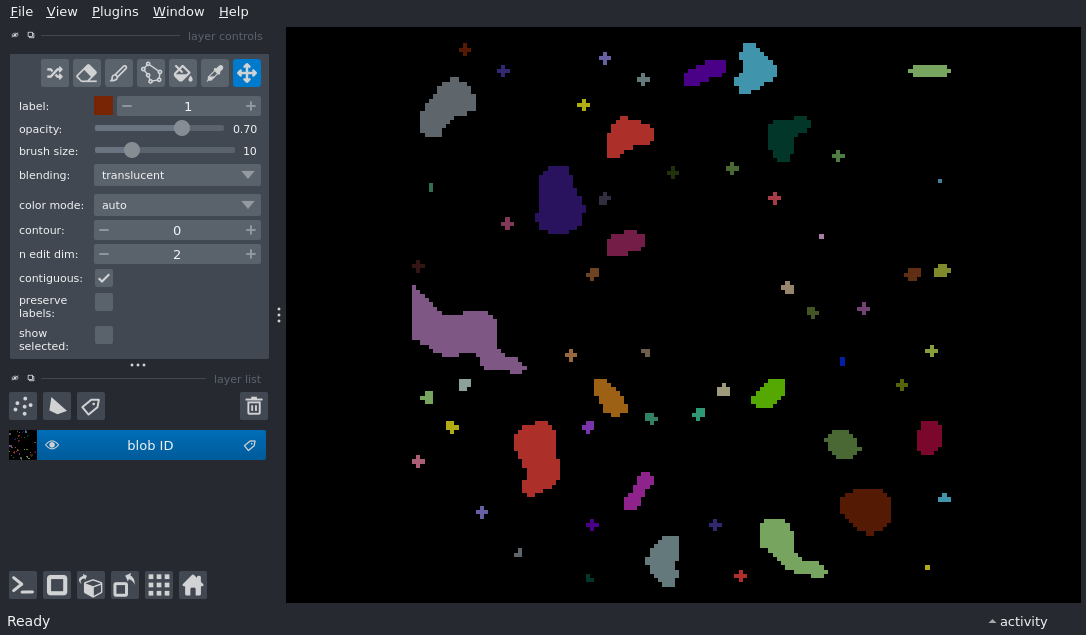 File View Plugins Window Help
layer controls
label: 1
opacity: 0.70
brush size: 10
blending: translucent
color mode: auto
contour: 0
n edit dim: 2
contiguous:
preserve
labels:
show
selected:
layer list
blob ID
Ready
activity